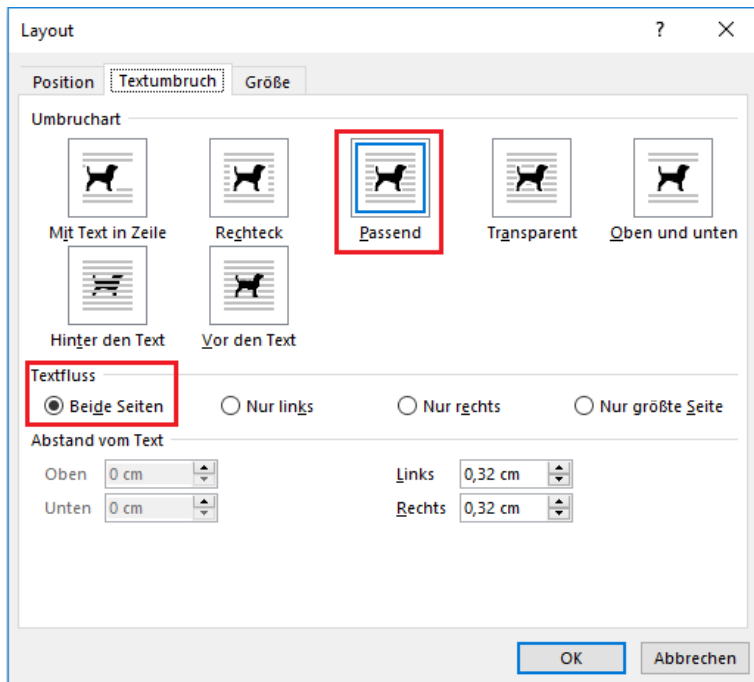 Layout ?
Position Textumbruch Größe
Umbruchart
Mit Text in Zeile Rechteck Passend Transparent Oben und unten
Hinter den Text Vor den Text
Textfluss
Beide Seiten Nur links Nur rechts Nur größte Seite
Abstand vom Text
Oben 0 cm Links 0,32 cm
Unten 0 cm Rechts 0,32 cm
OK Abbrechen